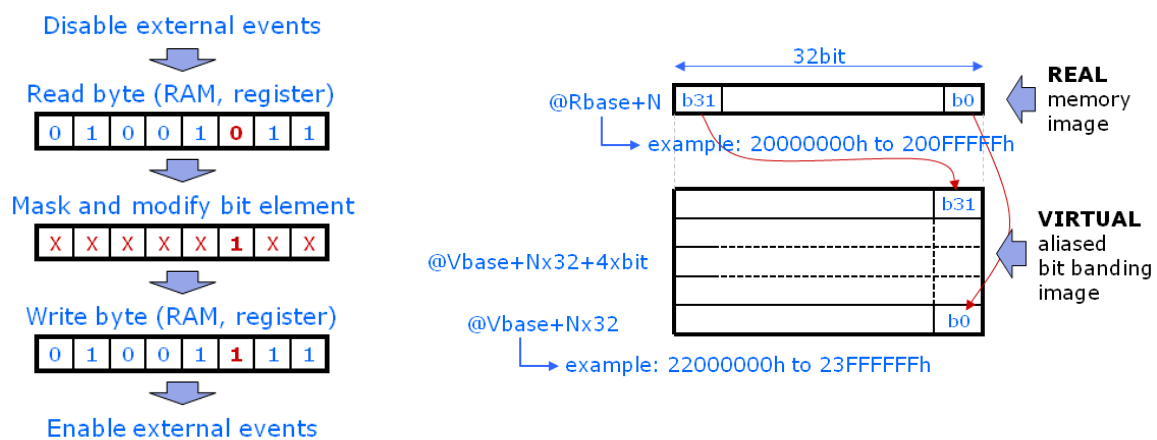 Disable external events
Read byte (RAM, register)
0 1 0 0 1 0 1 1
Mask and modify bit element
X X X X X 1 X X
Write byte (RAM, register)
0 1 0 0 1 1 1 1
Enable external events
32bit
@Rbase+N
b31
b0
example: 20000000h to 200FFFFFh
REAL
memory
image
b31
@Vbase+Nx32+4xbit
@Vbase+Nx32
b0
example: 22000000h to 23FFFFFFh
VIRTUAL
aliased
bit banding
image